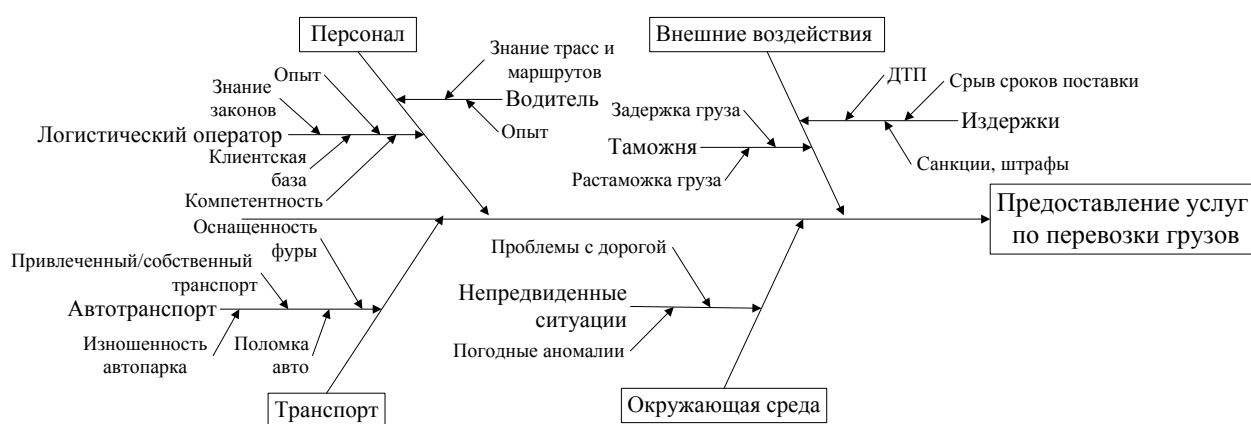 Персонал
Внешние воздействия
Знание трасс и
маршрутов
Опыт
Водитель
Опыт
Знание
законов
Логистический оператор
Клиентская
база
Компетентность
ДТП
Срыв сроков поставки
Задержка груза
Издержки
Таможня
Санкции, штрафы
Растаможка груза
Предоставление услуг
по перевозки грузов
Оснащенность
фуры
Привлеченный/собственный
транспорт
Автотранспорт
Изношенность
автопарка
Поломка
авто
Проблемы с дорогой
Непредвиденные
ситуации
Погодные аномалии
Транспорт
Окружающая среда